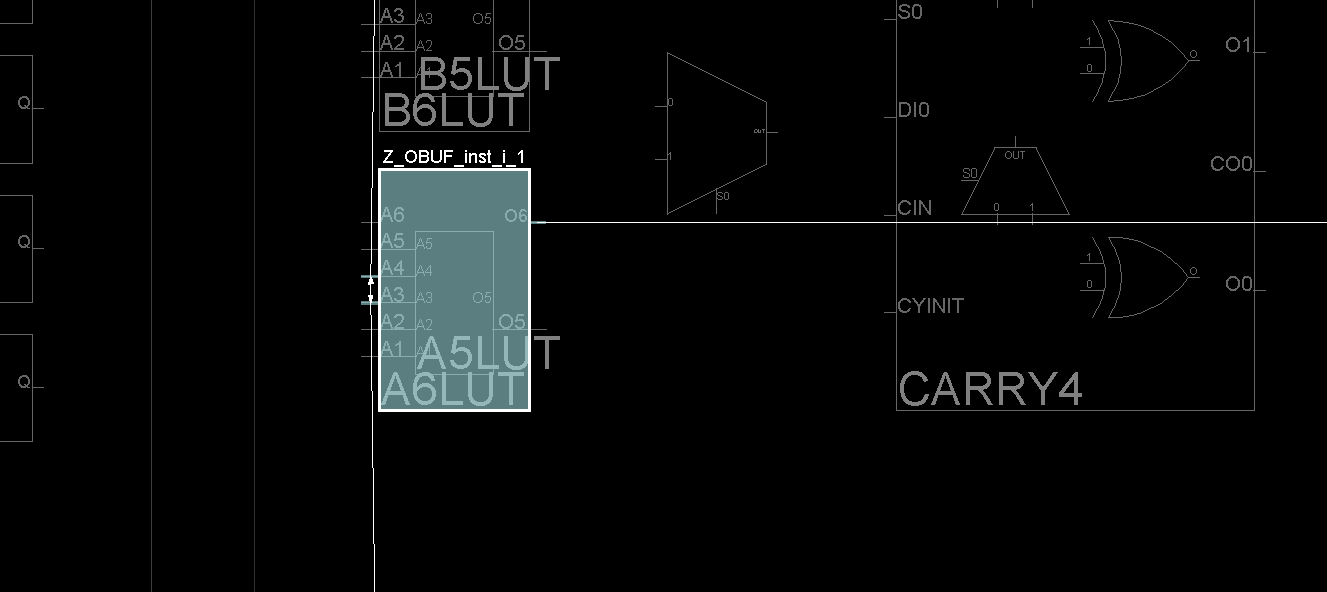 A3 A3 O5
A2 A2 O5
A1
B5LUT
B6LUT
Z_OBUF_inst_i_1
A6 O6
A5 A5
A4 A4
A3 A3 O5
A2 A2 O5
A1
A5LUT
A6LUT
Q
Q
Q
0
OUT
1
S0
S0
1
0
O
O1
DI0
OUT
S0
0 1
CO0
CIN
1
0
O
O0
CYINIT
CARRY4